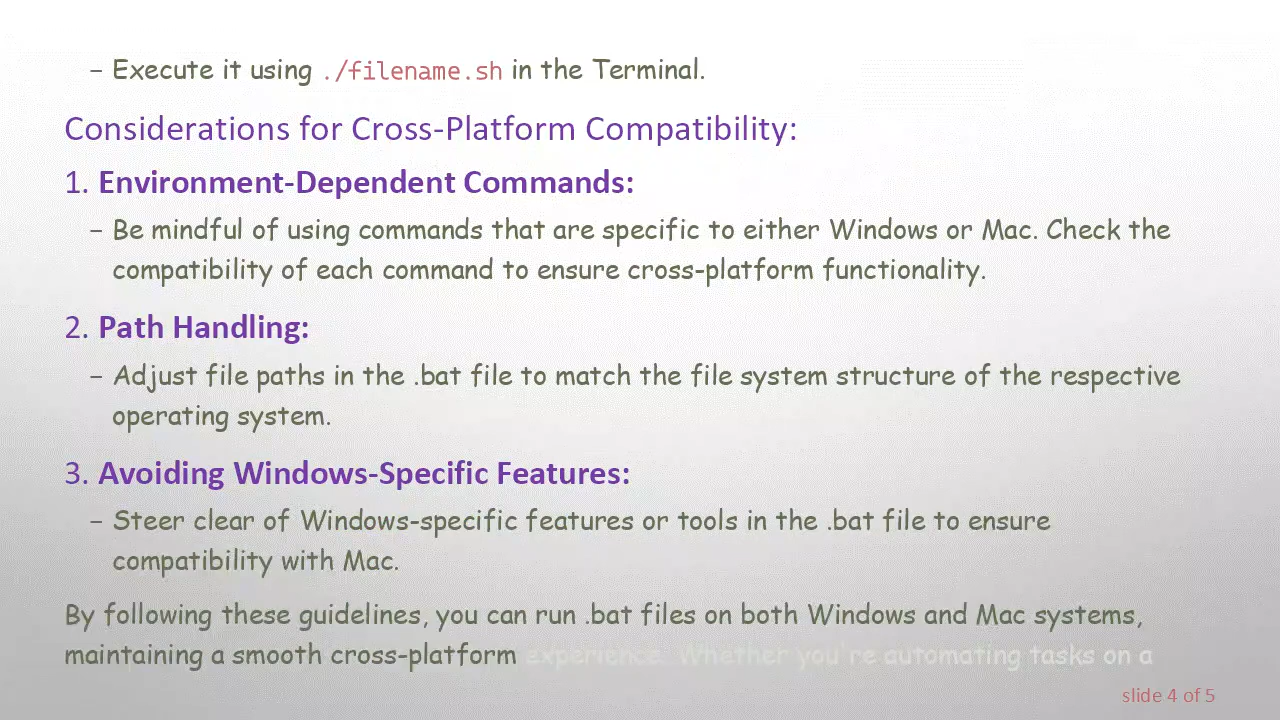 – Execute it using ./filename.sh in the Terminal.
Considerations for Cross-Platform Compatibility:
1. Environment-Dependent Commands:
– Be mindful of using commands that are specific to either Windows or Mac. Check the
compatibility of each command to ensure cross-platform functionality.
2. Path Handling:
– Adjust file paths in the .bat file to match the file system structure of the respective
operating system.
3. Avoiding Windows-Specific Features:
– Steer clear of Windows-specific features or tools in the .bat file to ensure
compatibility with Mac.
By following these guidelines, you can run .bat files on both Windows and Mac systems,
maintaining a smooth cross-platform experience. Whether you're automating tasks on a
slide 4 of 5